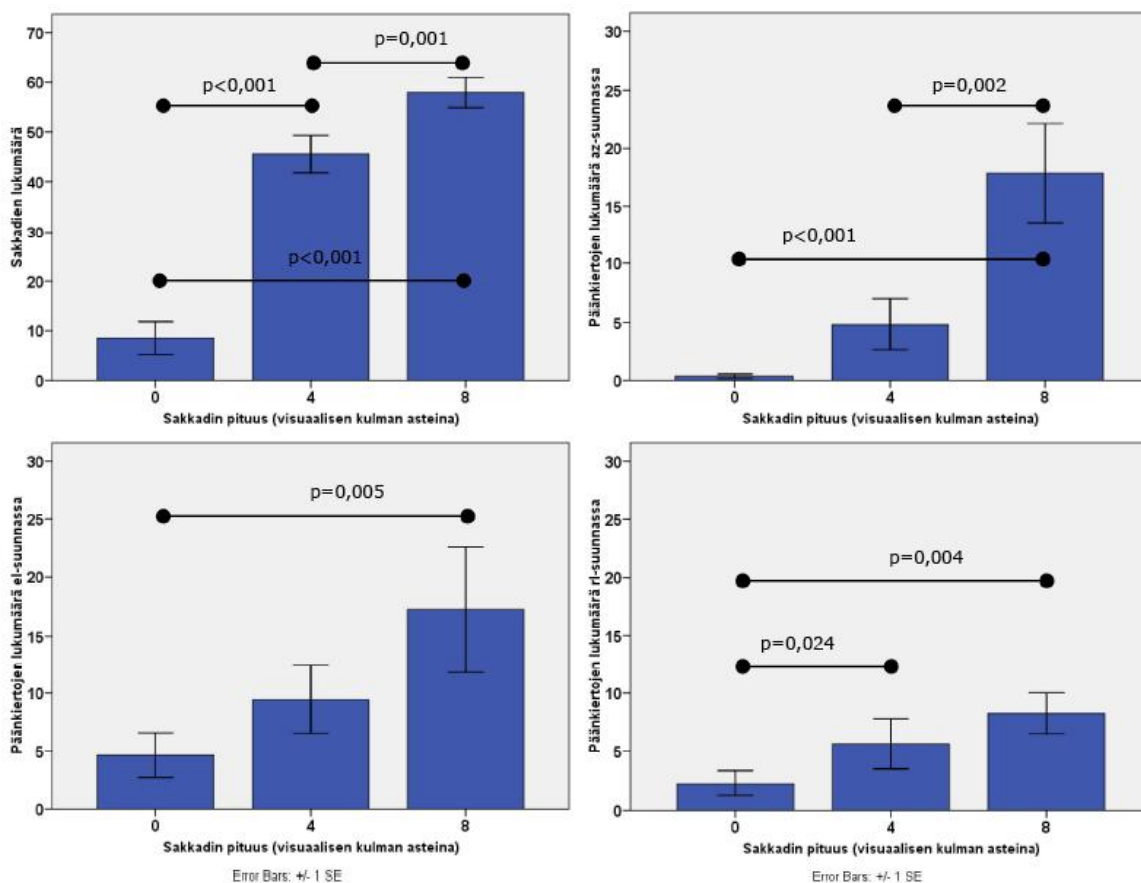 Sakkadien lukumäärä
70
60
50
40
30
20
10
0
p=0,001
p<0,001
p<0,001
0 4 8
Sakkadin pituus (visuaalisen kulman asteina)
Päänkiertojen lukumäärä az-suunnassa
30
25
20
15
10
5
0
p=0,002
p<0,001
0 4 8
Sakkadin pituus (visuaalisen kulman asteina)
Päänkiertojen lukumäärä el-suunnassa
30
25
20
15
10
5
0
p=0,005
0 4 8
Sakkadin pituus (visuaalisen kulman asteina)
Error Bars: +/- 1 SE
Päänkiertojen lukumäärä rl-suunnassa
30
25
20
15
10
5
0
p=0,004
p=0,024
0 4 8
Sakkadin pituus (visuaalisen kulman asteina)
Error Bars: +/- 1 SE